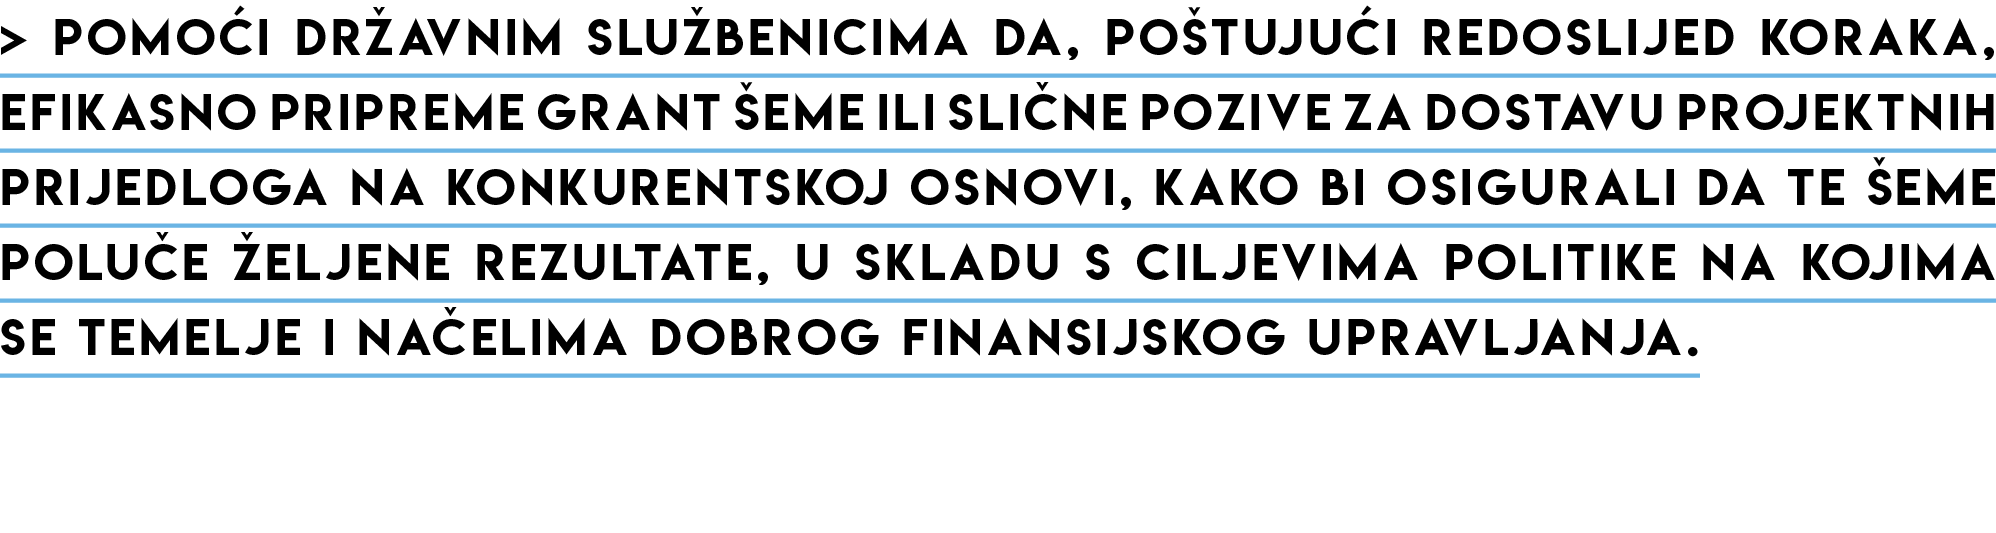 > POMOĆI DRŽAVNIM SLUŽBENICIMA DA, POŠTUJUĆI REDOSLIJED KORAKA,
EFIKASNO PRIPREME GRANT ŠEME ILI SLIČNE POZIVE ZA DOSTAVU PROJEKTNIH
PRIJEDLOGA NA KONKURENTSKOJ OSNOVI, KAKO BI OSIGURALI DA TE ŠEME
POLUČE ŽELJENE REZULTATE, U SKLADU S CILJEVIMA POLITIKE NA KOJIMA
SE TEMELJE I NAČELIMA DOBROG FINANSIJSKOG UPRAVLJANJA.